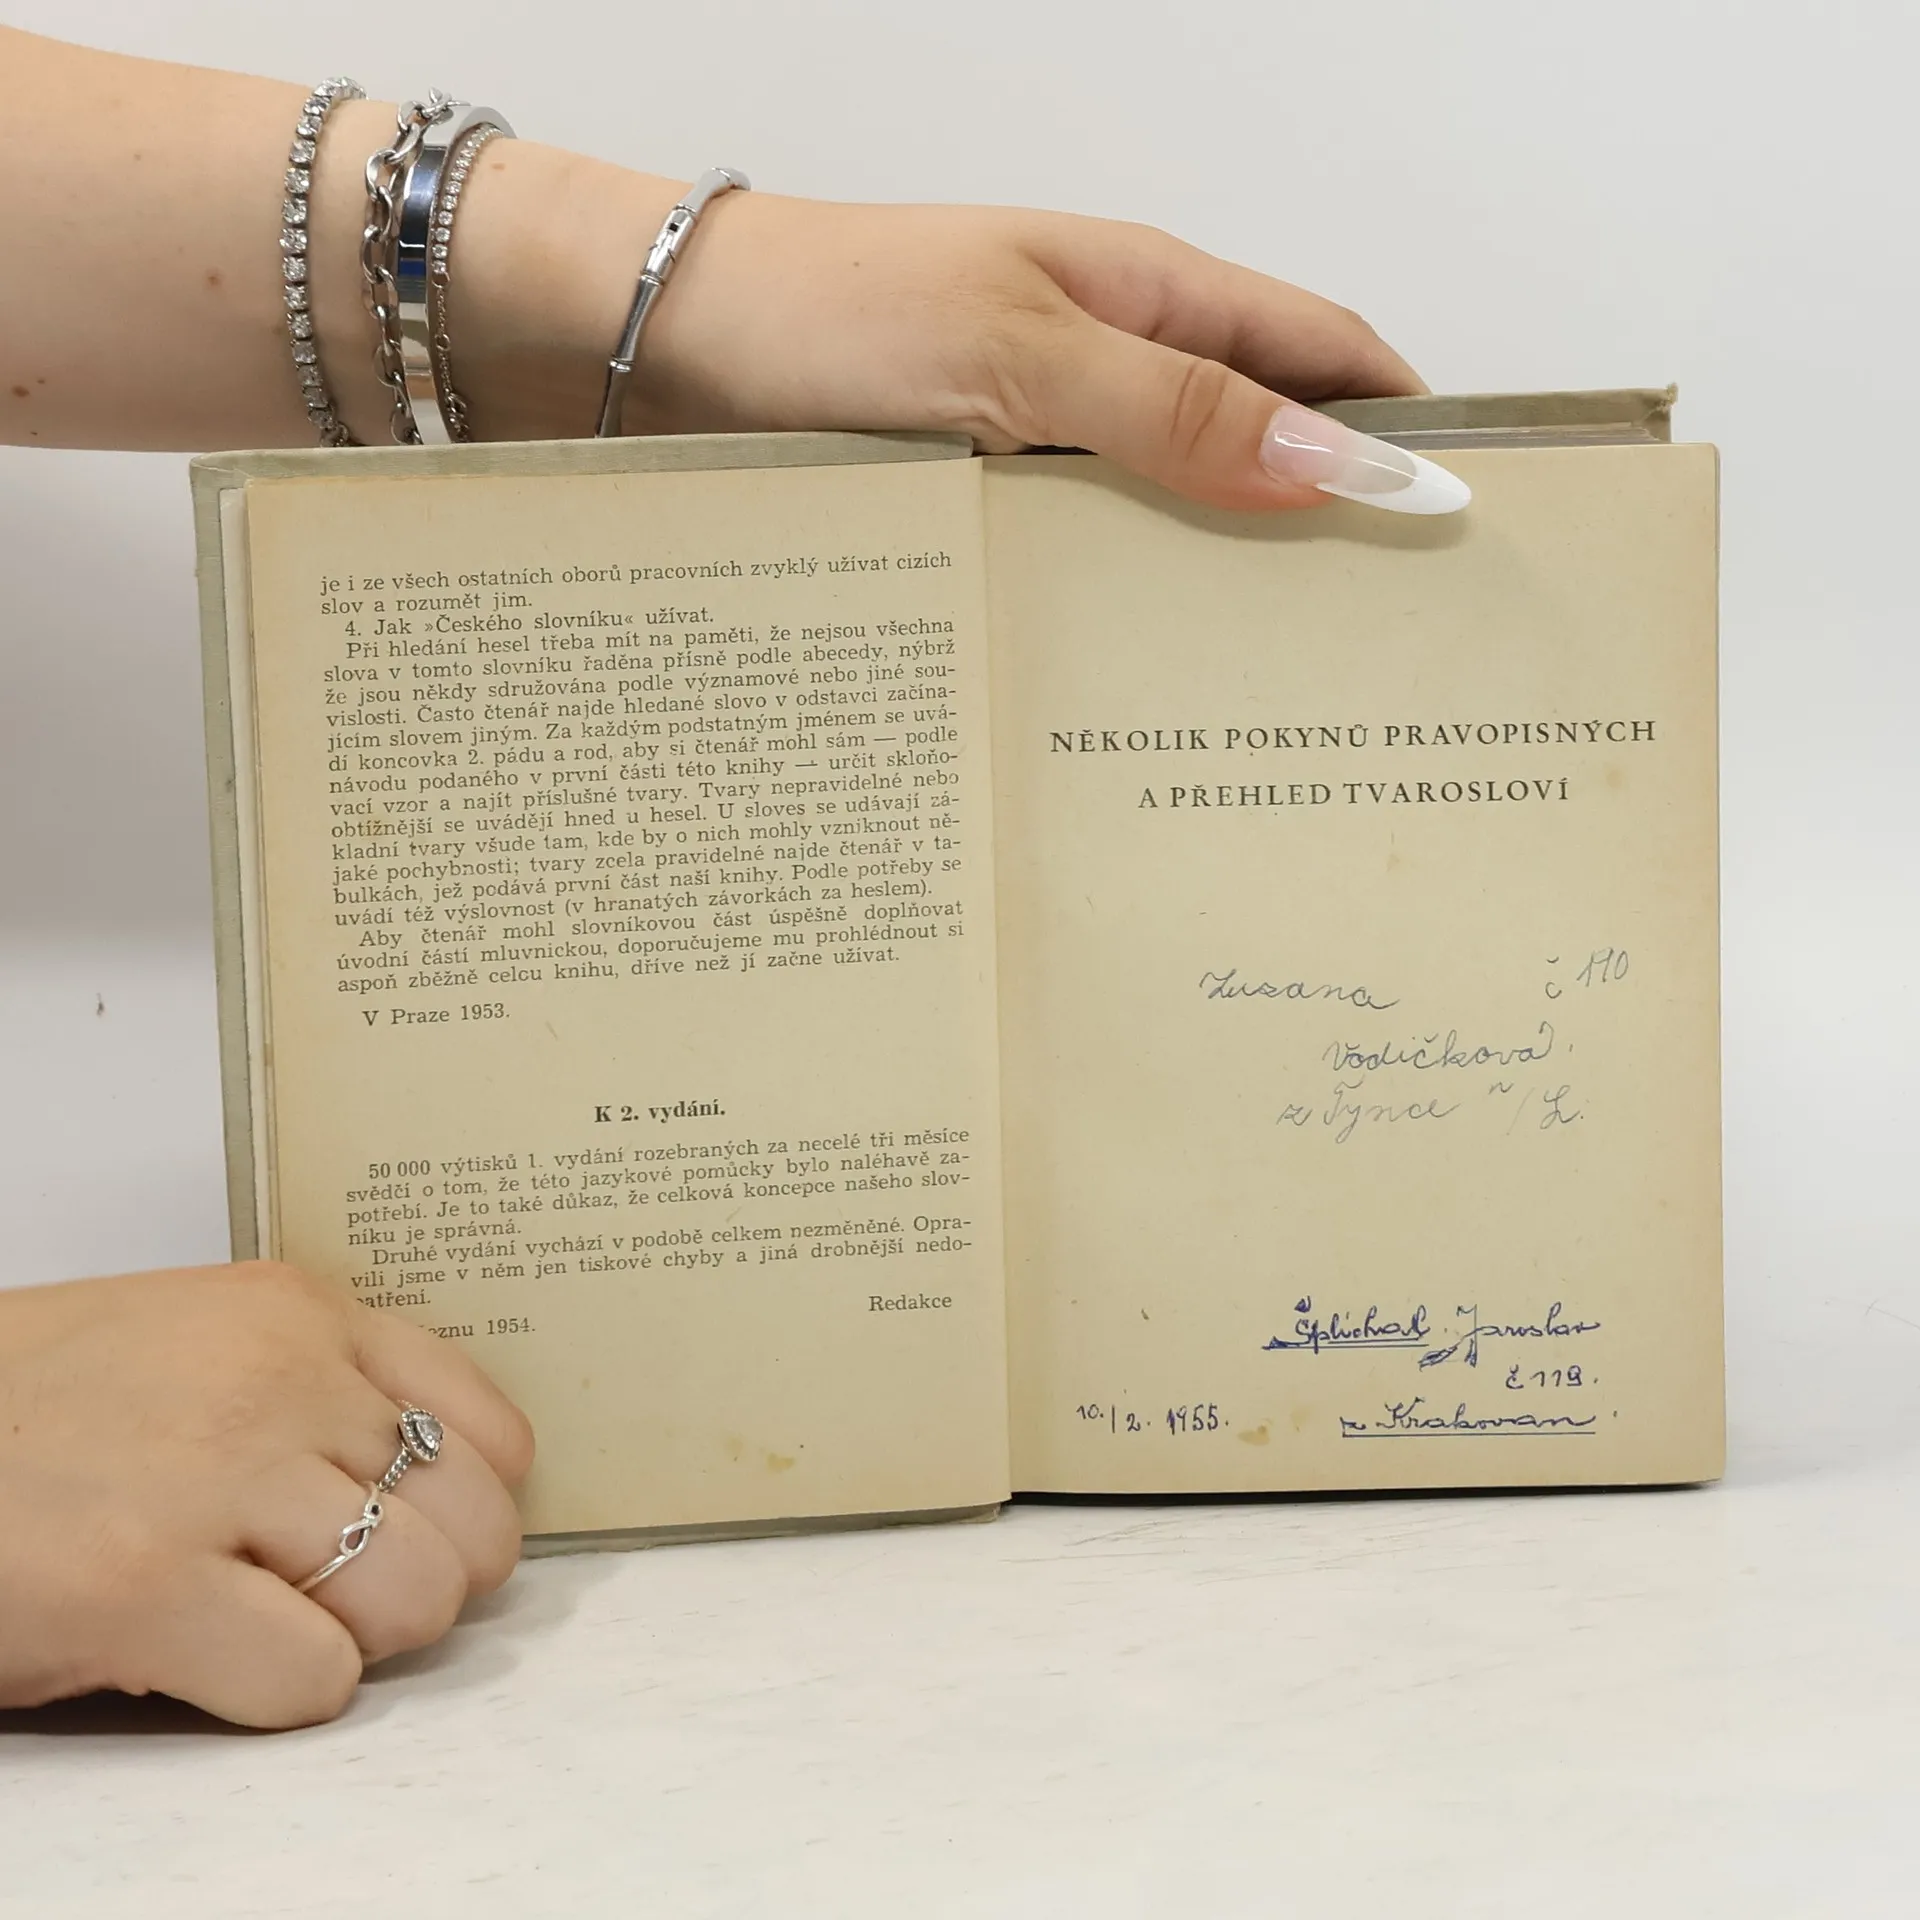 je i ze všech ostatních oborů pracovních zvyklý užívat cizích
slov a rozumět jim.
4. Jak »Českého slovníku« užívat.
Při hledání hesel třeba mít na paměti, že nejsou všechna
slova v tomto slovníku řaděna přísně podle abecedy, nýbrž
že jsou někdy sdružována podle významové nebo jiné sou-
vislosti. Často čtenář najde hledané slovo v odstavci začína-
jícím slovem jiným. Za každým podstatným jménem se uvá-
dí koncovka 2. pádu a rod, aby si čtenář mohl sám — podle
návodu podaného v první části této knihy — určit skloňo-
vací vzor a najít příslušné tvary. Tvary nepravidelné nebo
obtížnější se uvádějí hned u hesel. U sloves se udávají zá-
kladní tvary všude tam, kde by o nich mohly vzniknout ně-
jaké pochybnosti; tvary zcela pravidelné najde čtenář v ta-
bulkách, jež podává první část naší knihy. Podle potřeby se
uvádí též výslovnost (v hranatých závorkách za heslem).
Aby čtenář mohl slovníkovou část úspěšně doplňovat
úvodní částí mluvnickou, doporučujeme mu prohlédnout si
aspoň zběžně celou knihu, dříve než jí začne užívat.
V Praze 1953.
K 2. vydání.
50 000 výtisků 1. vydání rozebraných za necelé tři měsíce
svědčí o tom, že této jazykové pomůcky bylo naléhavě za-
potřebí. Je to také důkaz, že celková koncepce našeho slov-
níku je správná.
Druhé vydání vychází v podobě celkem nezměněné. Opra-
vili jsme v něm jen tiskové chyby a jiná drobnější nedo-
patření.
Redakce
eznu 1954.
NĚKOLIK POKYNŮ PRAVOPISNÝCH
A PŘEHLED TVAROSLOVÍ
Zuzana č 110
Vodičková.
z Týnce n/L.
Šplíchal Jaroslav
č 119.
10./2. 1955. z Krakovan.